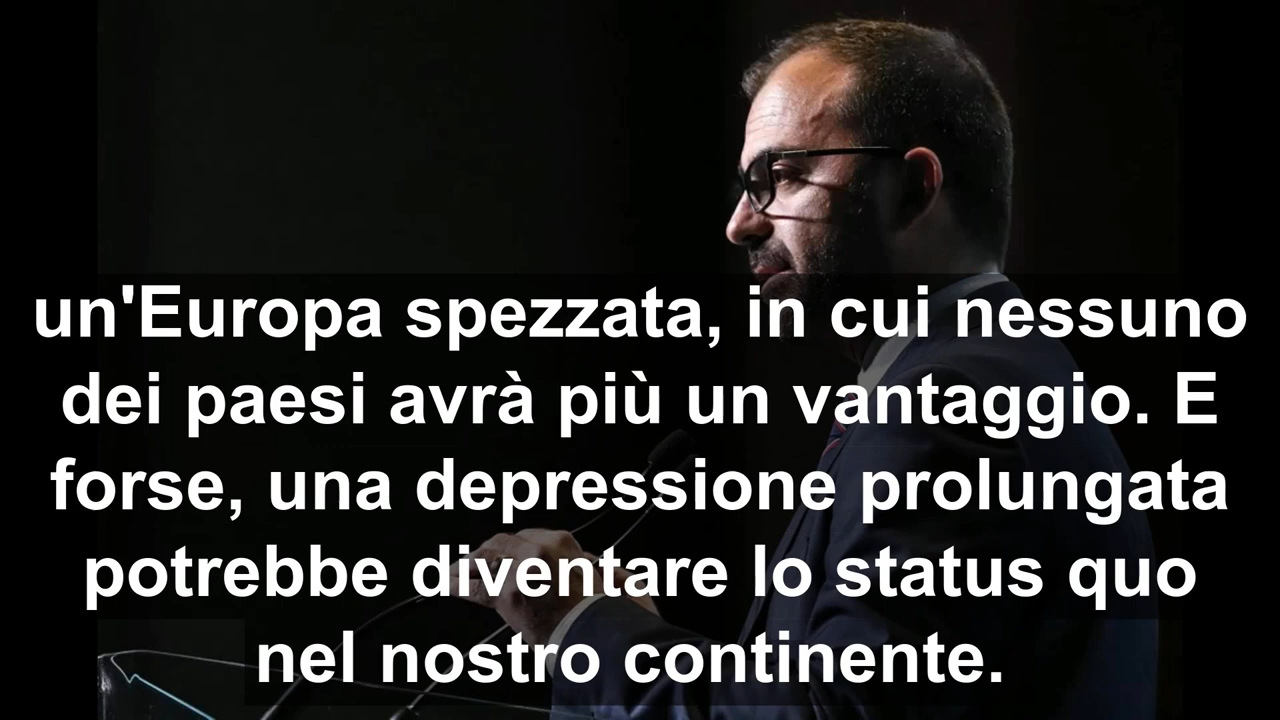 un'Europa spezzata, in cui nessuno
dei paesi avrà più un vantaggio. E
forse, una depressione prolungata
potrebbe diventare lo status quo
nel nostro continente.